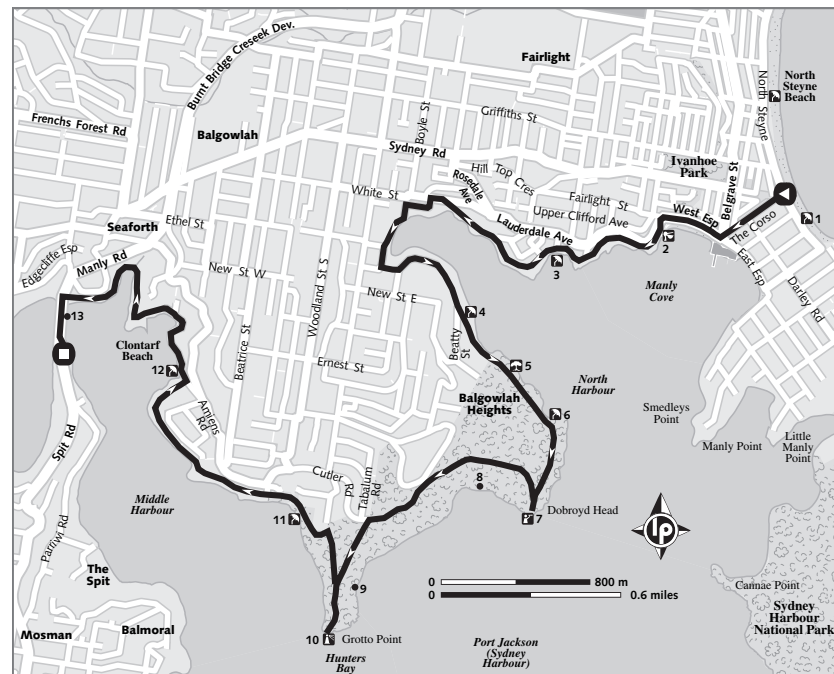 Burnt Bridge Creseek Dev.
Fairlight
North
Steyne
Beach
North Steyne
Frenchs Forest Rd
Balgowlah
Boyle St
Griffiths St
Sydney Rd
Ivanhoe
Park
Belgrave St
Hill Top Cres
Rosedale
Ave
White St
Fairlight St
Upper Clifford Ave
West Esp
The Corso
1
Ethel St
Seaforth
Lauderdale Ave
2
East Esp
Edgecliffe Esp
Manly Rd
New St W
Woodland St S
3
Manly
Cove
Darley Rd
New St E
13
Clontarf
Beach
Beatrice St
4
Beatty
St
Ernest St
5
12
North
Harbour
Balgowlah
Heights
6
Amiens
Rd
Smedleys
Point
Manly Point
Little
Manly
Point
Spit Rd
Cutler
Rd
Tabalum
Rd
8
Middle
Harbour
11
7
Dobroyd Head
lp
Parriwi Rd
The
Spit
0
800 m
0
0.6 miles
9
Cannae Point
Sydney
Harbour
National Park
Mosman
Balmoral
10
Grotto Point
Hunters
Bay
Port Jackson
(Sydney
Harbour)